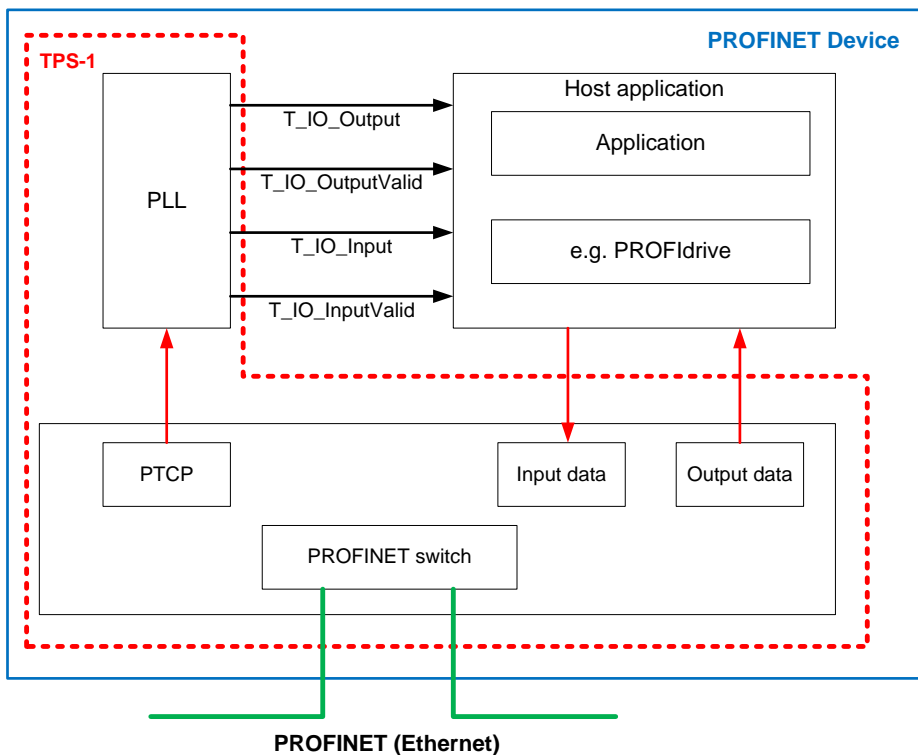 PROFINET Device
TPS-1
Host application
T_IO_Output
Application
T_IO_OutputValid
PLL
T_IO_Input
e.g. PROFIdrive
T_IO_InputValid
PTCP
Input data
Output data
PROFINET switch
PROFINET (Ethernet)